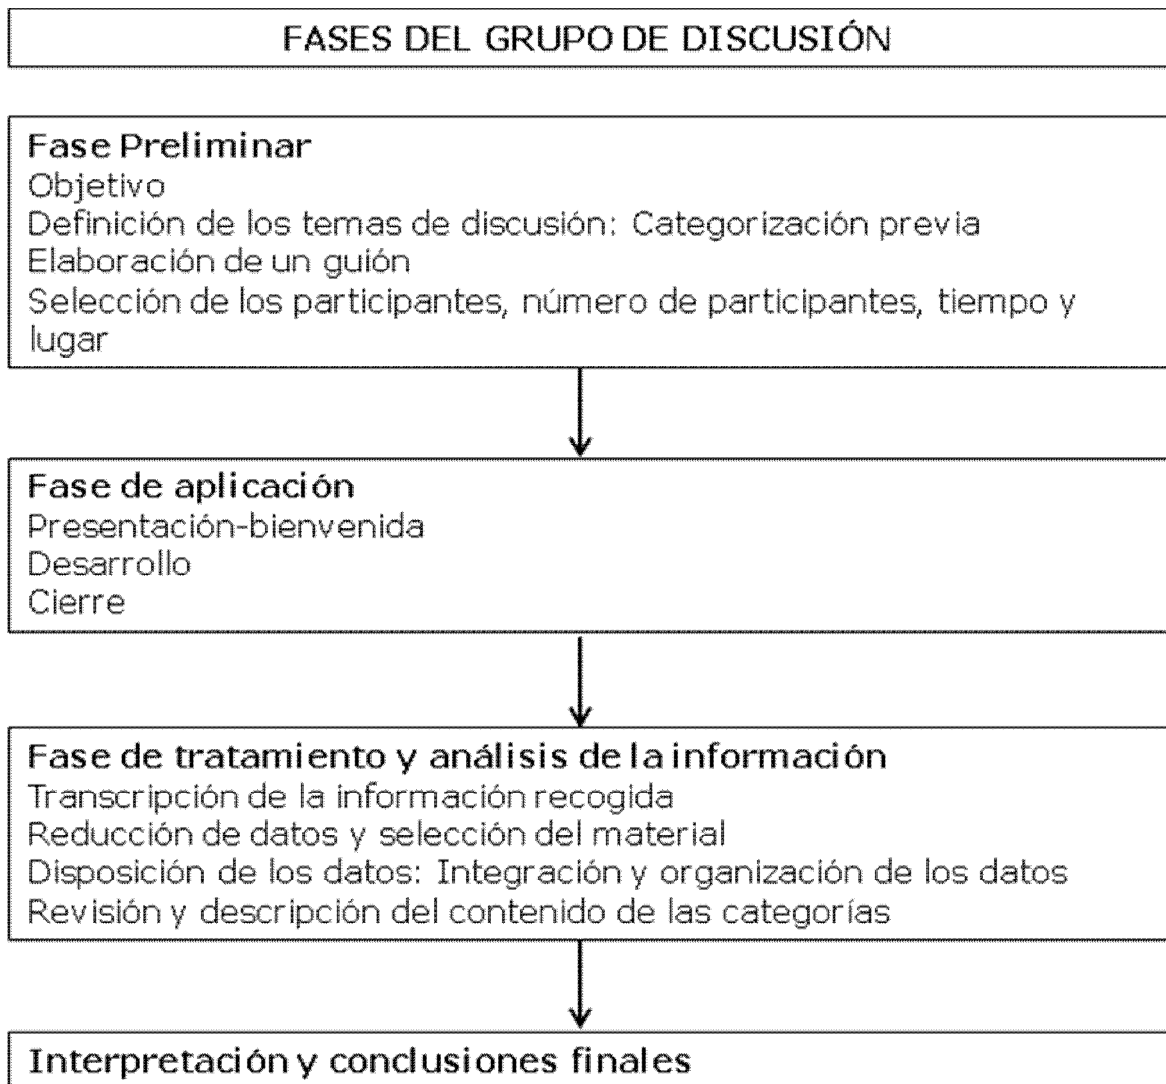 FASES DEL GRUPO DE DISCUSIÓN
Fase Preliminar
Objetivo
Definición de los temas de discusión: Categorización previa
Elaboración de un guión
Selección de los participantes, número de participantes, tiempo y
lugar
Fase de aplicación
Presentación-bienvenida
Desarrollo
Cierre
Fase de tratamiento y análisis de la información
Transcripción de la información recogida
Reducción de datos y selección del material
Disposición de los datos: Integración y organización de los datos
Revisión y descripción del contenido de las categorías
Interpretación y conclusiones finales